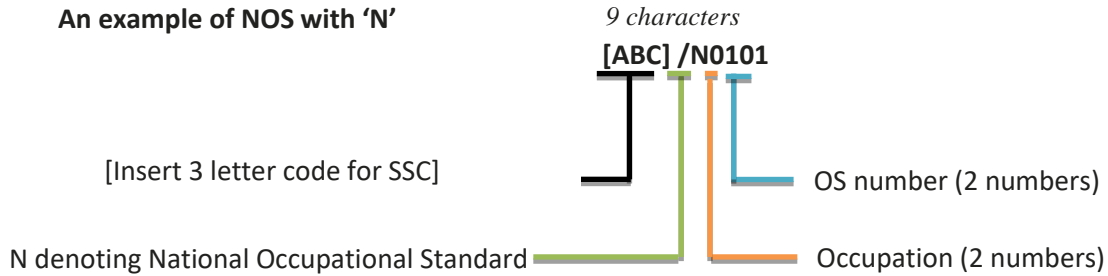 An example of NOS with ‘N’
9 characters
[ABC] /N0101
[Insert 3 letter code for SSC]
OS number (2 numbers)
N denoting National Occupational Standard
Occupation (2 numbers)